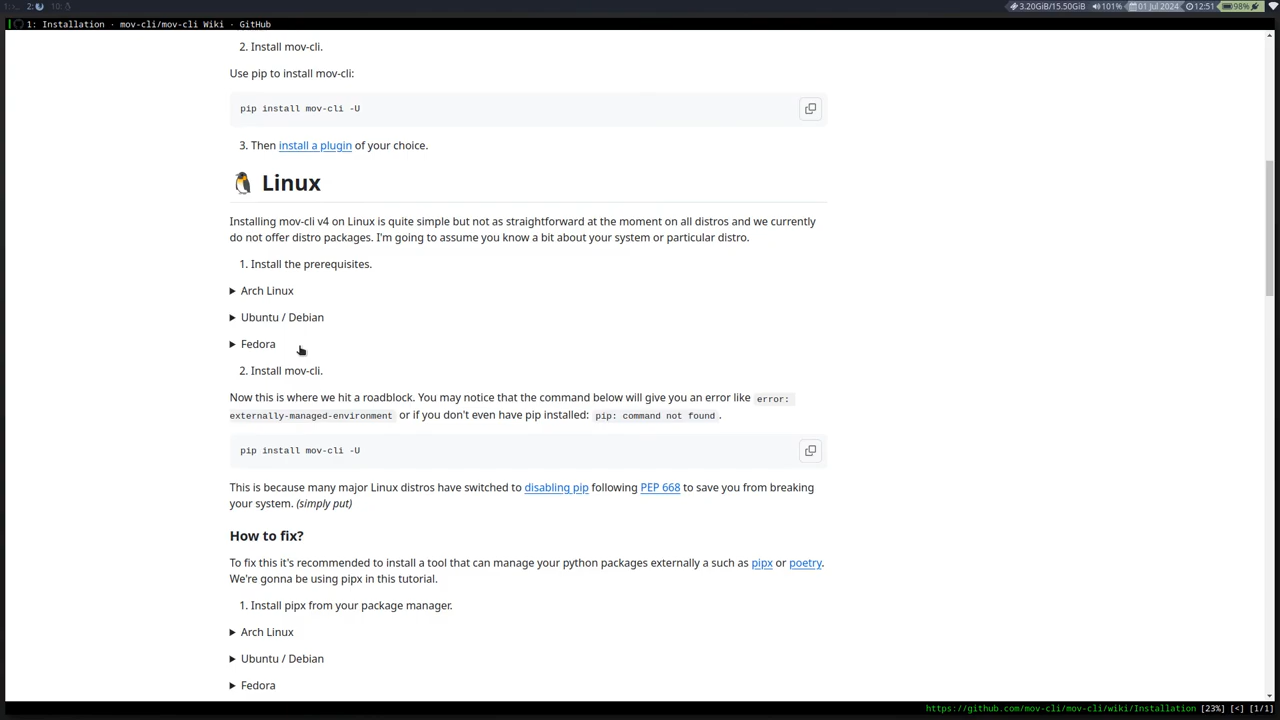 1: 2: 10: 3.20GiB/15.50GiB 101% 01 Jul 2024 12:51 98%
1: Installation · mov-cli/mov-cli Wiki · GitHub
2. Install mov-cli.
Use pip to install mov-cli:
pip install mov-cli -U
3. Then install a plugin of your choice.
Linux
Installing mov-cli v4 on Linux is quite simple but not as straightforward at the moment on all distros and we currently
do not offer distro packages. I'm going to assume you know a bit about your system or particular distro.
1. Install the prerequisites.
Arch Linux
Ubuntu / Debian
Fedora
2. Install mov-cli.
Now this is where we hit a roadblock. You may notice that the command below will give you an error like error:
externally-managed-environment or if you don't even have pip installed: pip: command not found .
pip install mov-cli -U
This is because many major Linux distros have switched to disabling pip following PEP 668 to save you from breaking
your system. (simply put)
How to fix?
To fix this it's recommended to install a tool that can manage your python packages externally a such as pipx or poetry.
We're gonna be using pipx in this tutorial.
1. Install pipx from your package manager.
Arch Linux
Ubuntu / Debian
Fedora
https://github.com/mov-cli/mov-cli/wiki/Installation [23%] [<] [1/1]